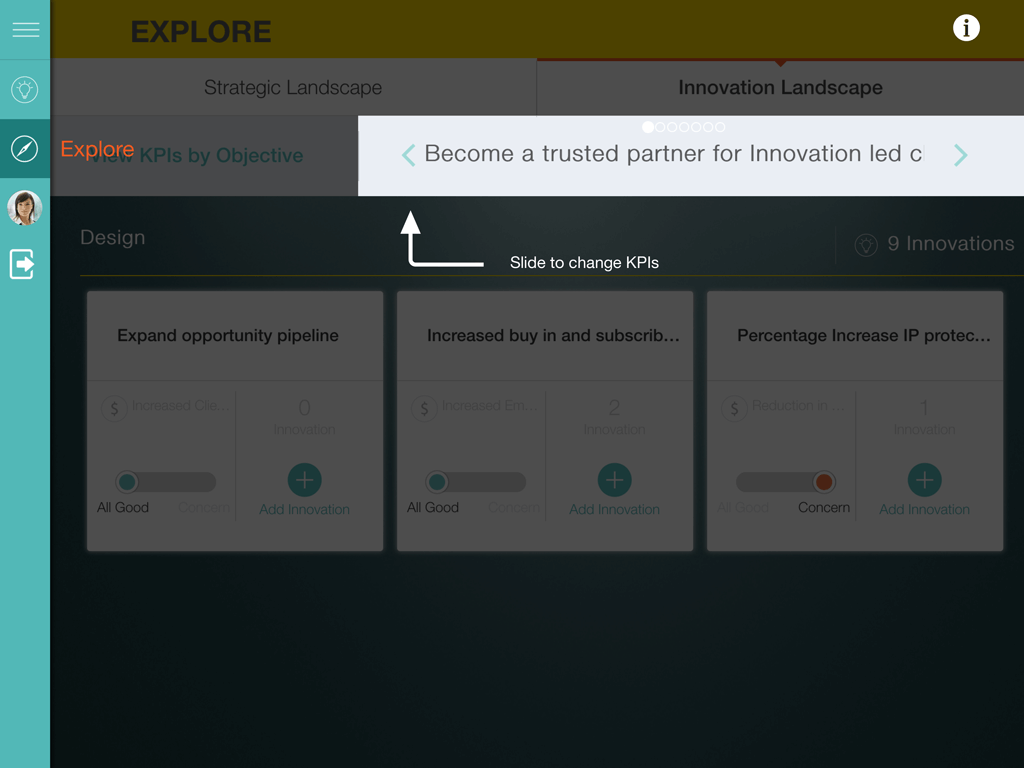 EXPLORE
i
Strategic Landscape
Innovation Landscape
Explore
View KPIs by Objective
Become a trusted partner for Innovation led c
Design
Slide to change KPIs
9 Innovations
Expand opportunity pipeline
$ Increased Clie...
0
Innovation
All Good
Concern
Add Innovation
Increased buy in and subscrib...
$ Increased Em...
2
Innovation
All Good
Concern
Add Innovation
Percentage Increase IP protec...
$ Reduction in ...
1
Innovation
All Good
Concern
Add Innovation